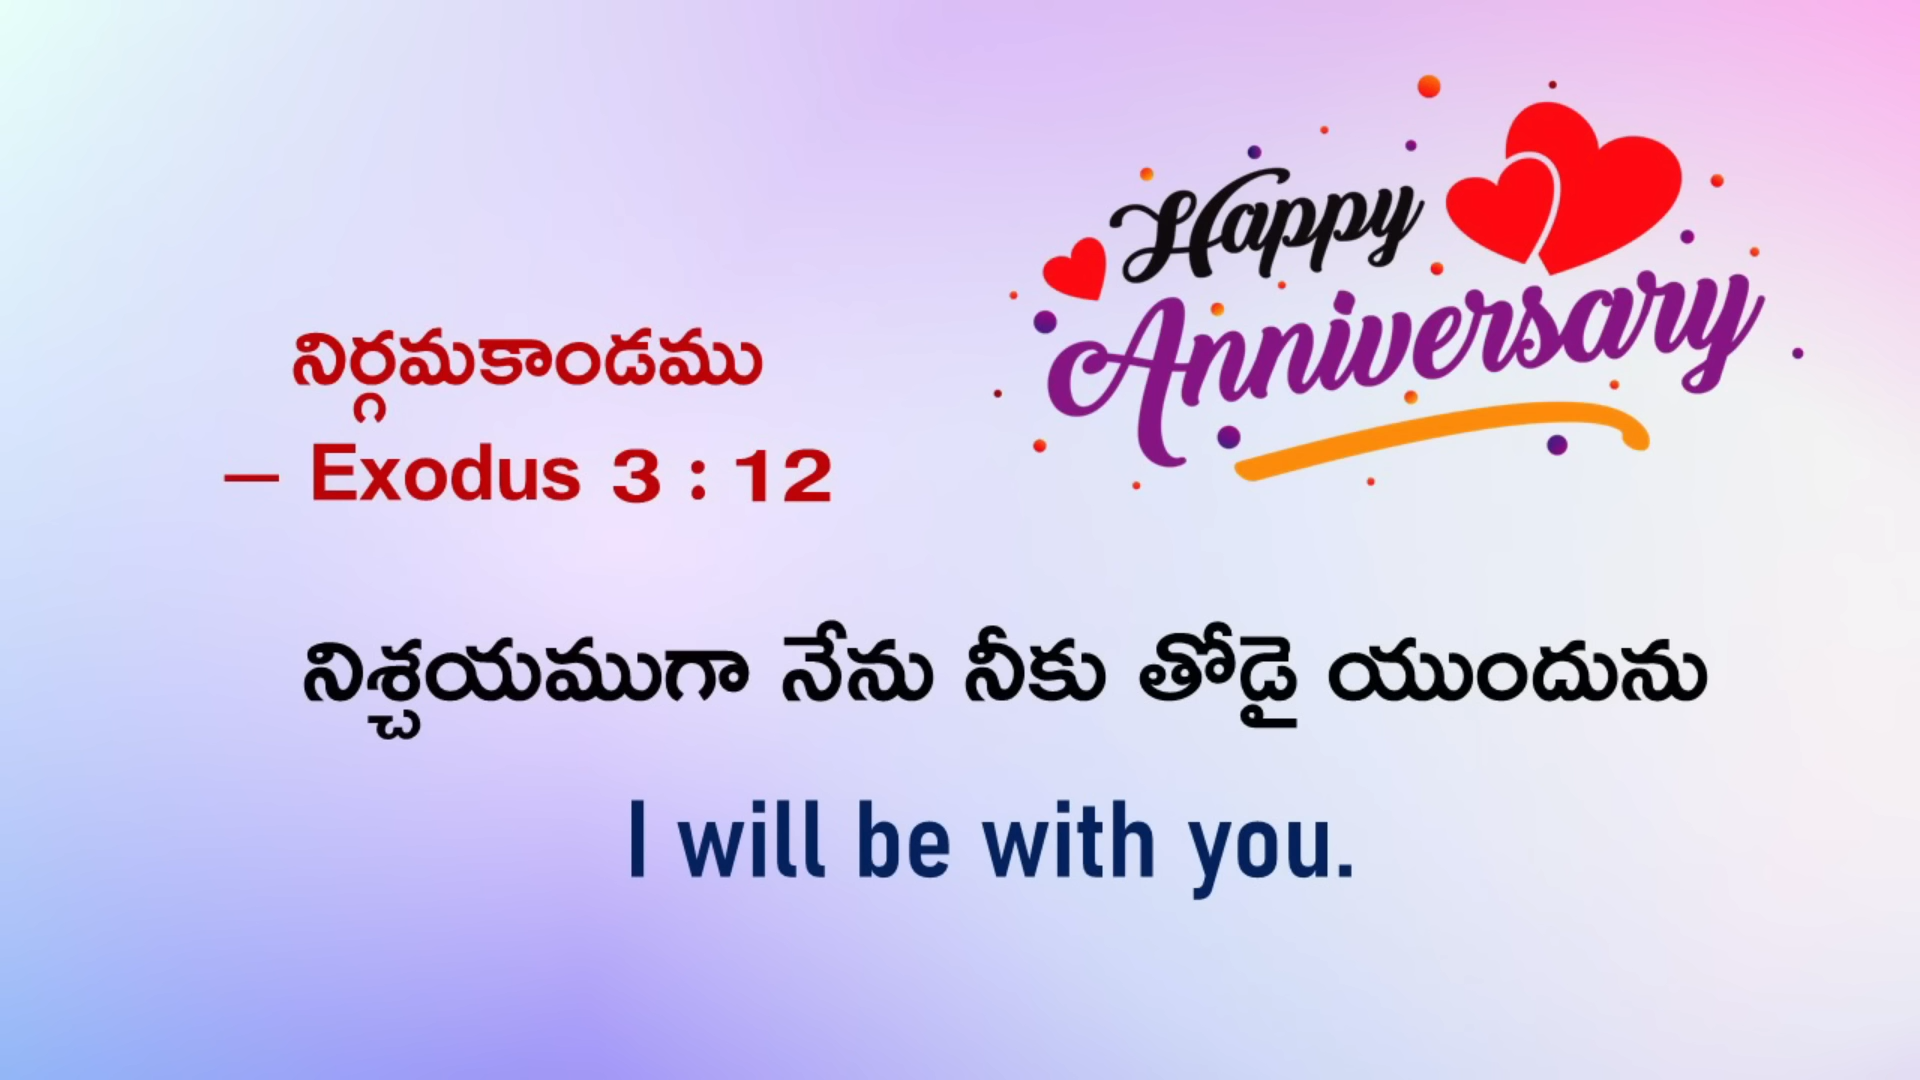 Happy
Anniversary
నిర్గమకాండము
– Exodus 3 : 12
నిశ్చయముగా నేను నీకు తోడై యుందును
I will be with you.